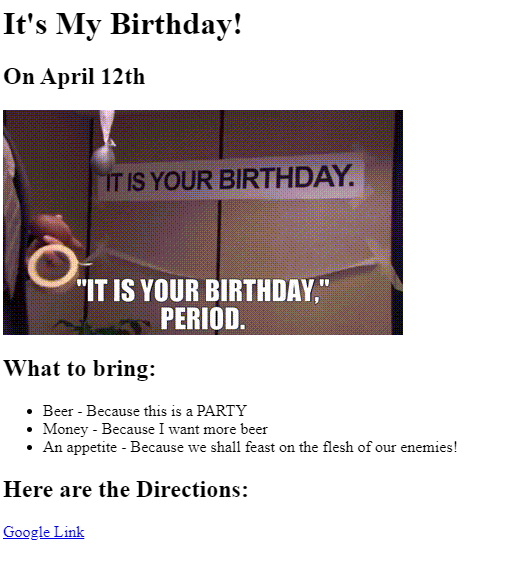 It's My Birthday!
On April 12th
IT IS YOUR BIRTHDAY.
"IT IS YOUR BIRTHDAY,"
PERIOD.
What to bring:
Beer - Because this is a PARTY
Money - Because I want more beer
An appetite - Because we shall feast on the flesh of our enemies!
Here are the Directions:
Google Link